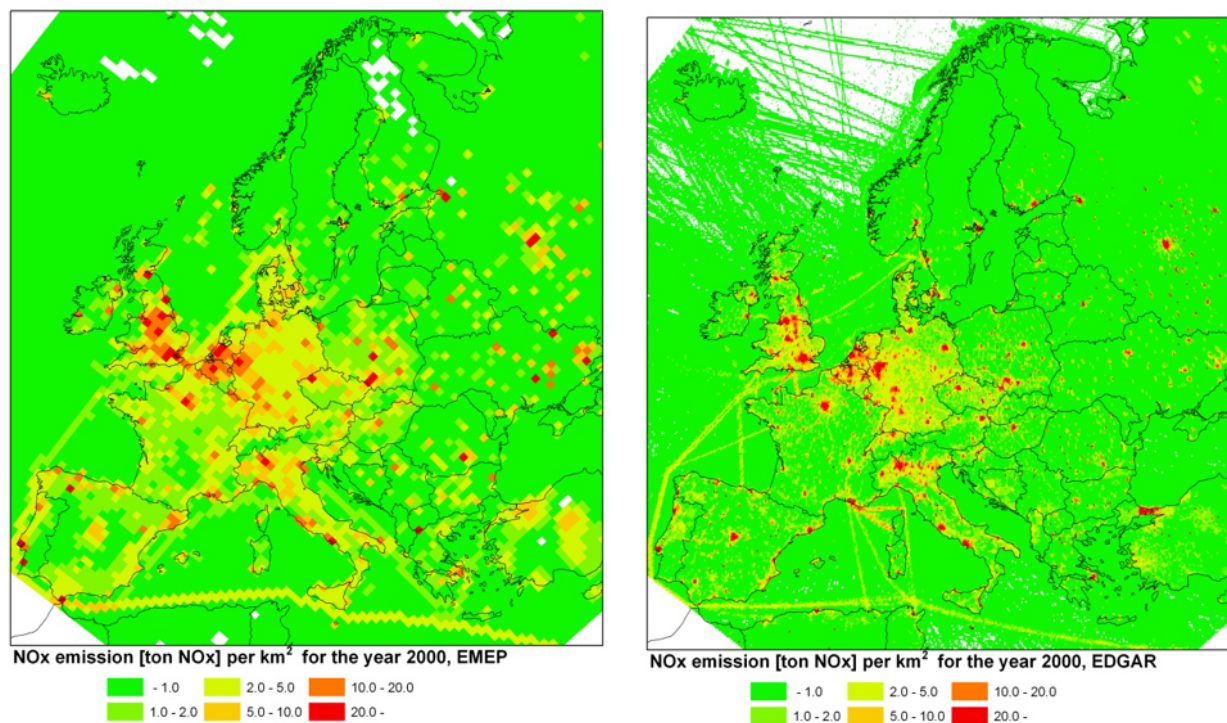 NOx emission [ton NOx] per km² for the year 2000, EMEP
- 1.0 2.0 - 5.0 10.0 - 20.0
1.0 - 2.0 5.0 - 10.0 20.0 -
NOx emission [ton NOx] per km² for the year 2000, EDGAR
- 1.0 2.0 - 5.0 10.0 - 20.0
1.0 - 2.0 5.0 - 10.0 20.0 -